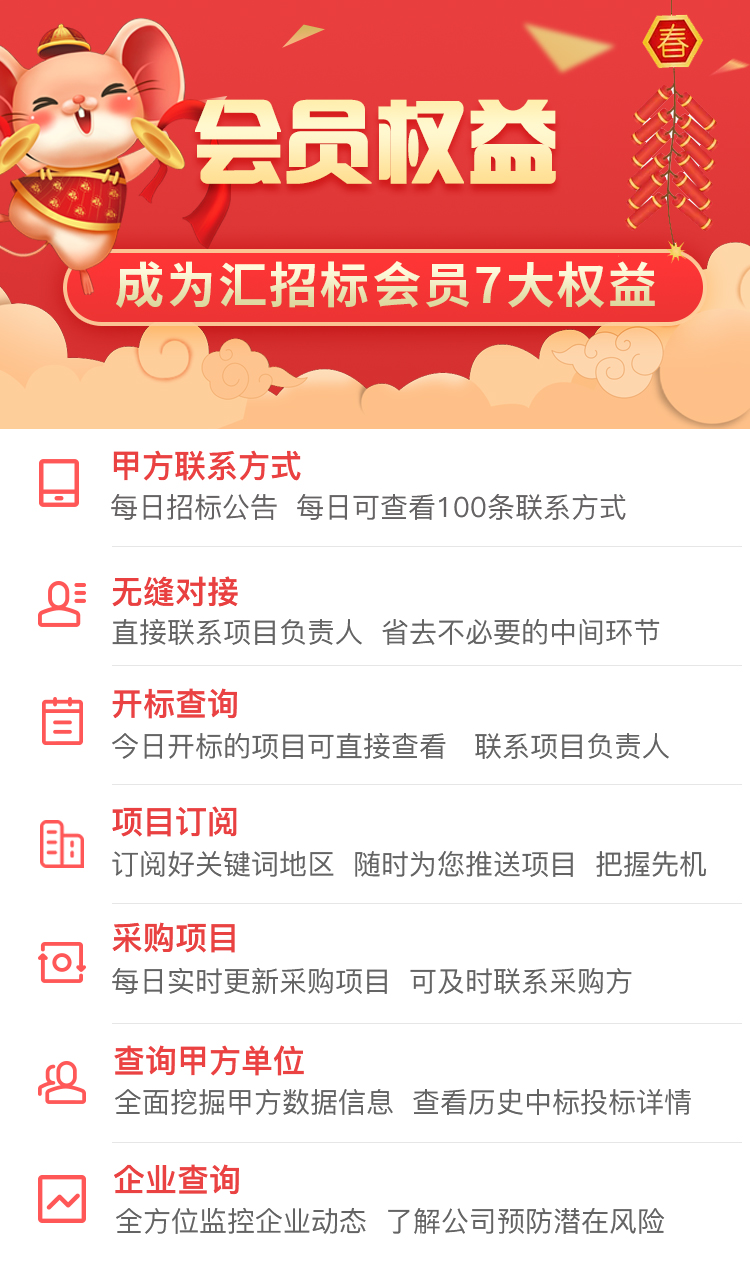 春
会员权益
成为汇招标会员7大权益
甲方联系方式
每日招标公告 每日可查看100条联系方式
无缝对接
直接联系项目负责人 省去不必要的中间环节
开标查询
今日开标的项目可直接查看 联系项目负责人
项目订阅
订阅好关键词地区 随时为您推送项目 把握先机
采购项目
每日实时更新采购项目 可及时联系采购方
查询甲方单位
全面挖掘甲方数据信息 查看历史中标投标详情
企业查询
全方位监控企业动态 了解公司预防潜在风险